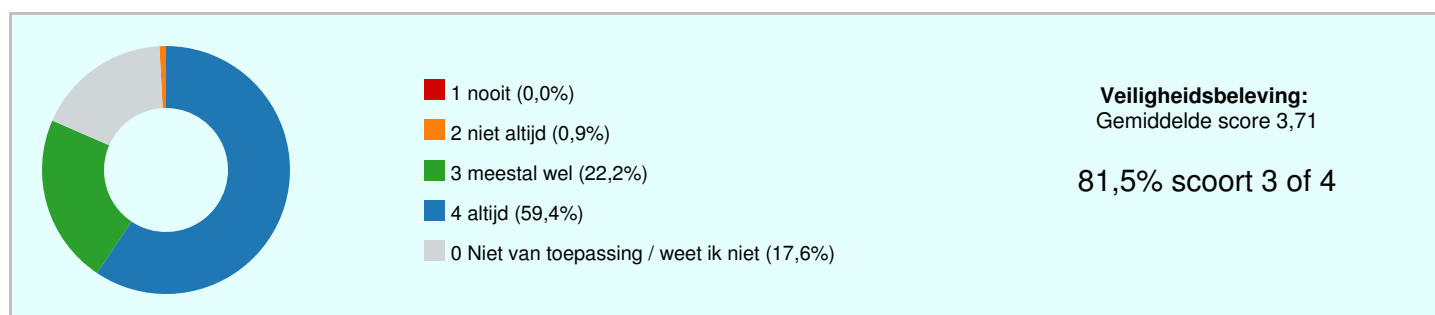 1 nooit (0,0%)
2 niet altijd (0,9%)
3 meestal wel (22,2%)
4 altijd (59,4%)
0 Niet van toepassing / weet ik niet (17,6%)
Veiligheidsbeleving:
Gemiddelde score 3,71
81,5% scoort 3 of 4